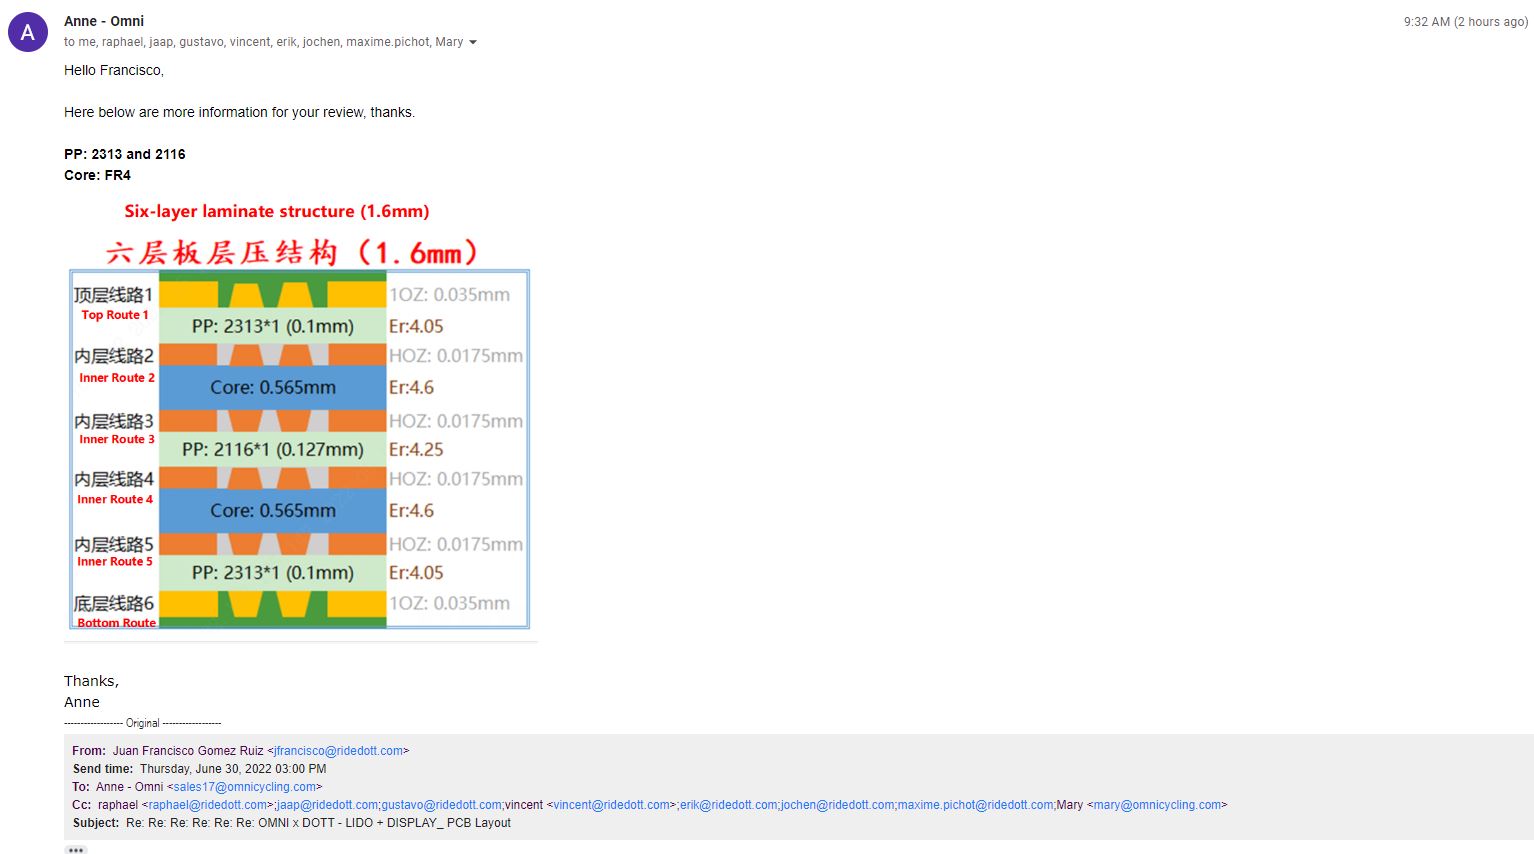 A
Anne - Omni
9:32 AM (2 hours ago)
to me, raphael, jaap, gustavo, vincent, erik, jochen, maxime.pichot, Mary
Hello Francisco,
Here below are more information for your review, thanks.
PP: 2313 and 2116
Core: FR4
Six-layer laminate structure (1.6mm)
六层板层压结构（1.6mm）
顶层线路1
1OZ: 0.035mm
Top Route 1
PP: 2313*1 (0.1mm)
Er:4.05
内层线路2
HOZ: 0.0175mm
Inner Route 2
Core: 0.565mm
Er:4.6
内层线路3
HOZ: 0.0175mm
Inner Route 3
PP: 2116*1 (0.127mm)
Er:4.25
内层线路4
HOZ: 0.0175mm
Inner Route 4
Core: 0.565mm
Er:4.6
内层线路5
HOZ: 0.0175mm
Inner Route 5
PP: 2313*1 (0.1mm)
Er:4.05
底层线路6
1OZ: 0.035mm
Bottom Route
Thanks,
Anne
------------------ Original ------------------
From: Juan Francisco Gomez Ruiz <jfrancisco@ridedott.com>
Send time: Thursday, June 30, 2022 03:00 PM
To: Anne - Omni <sales17@omnicycling.com>
Cc: raphael <raphael@ridedott.com>;jaap@ridedott.com;gustavo@ridedott.com;vincent <vincent@ridedott.com>;erik@ridedott.com;jochen@ridedott.com;maxime.pichot@ridedott.com;Mary <mary@omnicycling.com>
Subject: Re: Re: Re: Re: Re: Re: OMNI x DOTT - LIDO + DISPLAY_ PCB Layout